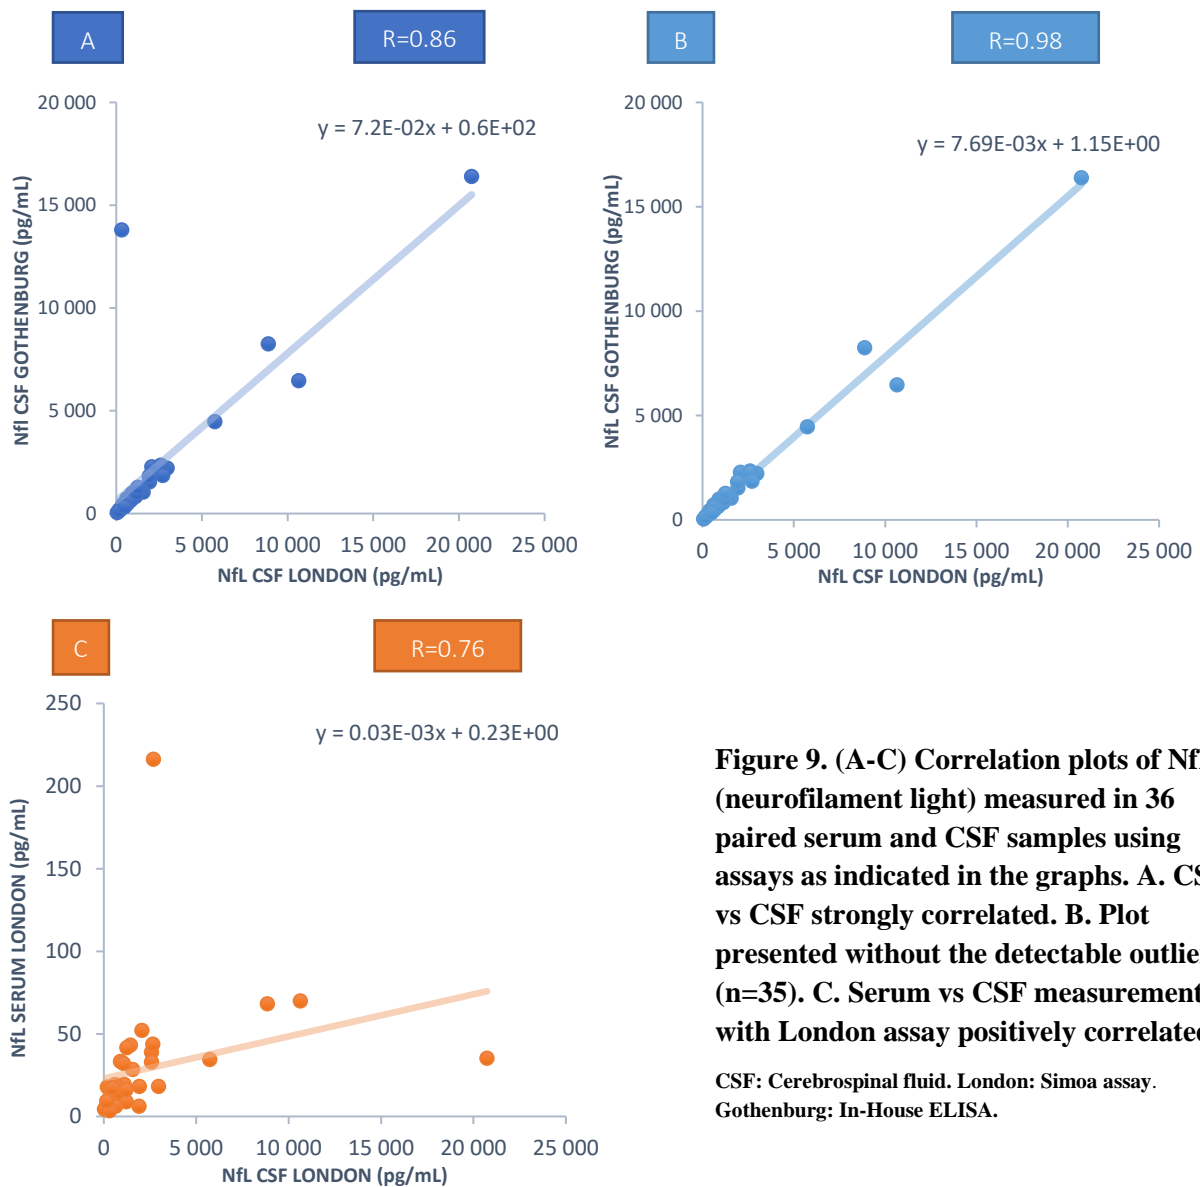 A
R=0.86
20 000
15 000
10 000
5 000
0
y = 7.2E-02x + 0.6E+02
Nfl CSF GOTHENBURG (pg/mL)
0 5 000 10 000 15 000 20 000 25 000
NfL CSF LONDON (pg/mL)
B
R=0.98
20 000
15 000
10 000
5 000
0
y = 7.69E-03x + 1.15E+00
NfL CSF GOTHENBURG (pg/mL)
0 5 000 10 000 15 000 20 000 25 000
NfL CSF LONDON (pg/mL)
C
R=0.76
250
200
150
100
50
0
y = 0.03E-03x + 0.23E+00
NfL SERUM LONDON (pg/mL)
0 5 000 10 000 15 000 20 000 25 000
NfL CSF LONDON (pg/mL)
Figure 9. (A-C) Correlation plots of Nf
(neurofilament light) measured in 36
paired serum and CSF samples using
assays as indicated in the graphs. A. CS
vs CSF strongly correlated. B. Plot
presented without the detectable outlie
(n=35). C. Serum vs CSF measurement
with London assay positively correlated
CSF: Cerebrospinal fluid. London: Simoa assay.
Gothenburg: In-House ELISA.